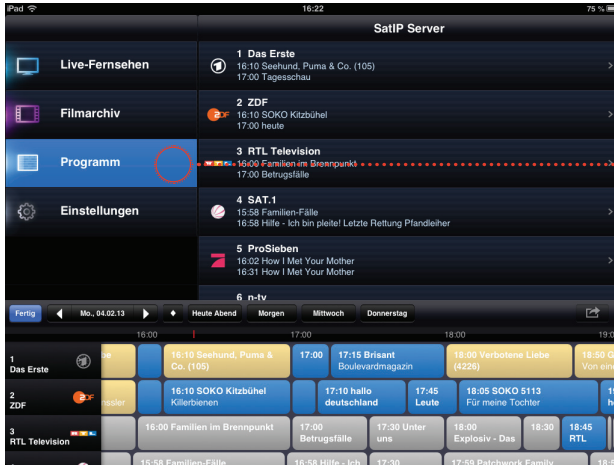 iPad 16:22 75 %
SatIP Server
Live-Fernsehen
Filmarchiv
Programm
Einstellungen
1 Das Erste
16:10 Seehund, Puma & Co. (105)
17:00 Tagesschau
2 ZDF
16:10 SOKO Kitzbühel
17:00 heute
3 RTL Television
16:00 Familien im Brennpunkt
17:00 Betrugsfälle
4 SAT.1
15:58 Familien-Fälle
16:58 Hilfe - Ich bin pleite! Letzte Rettung Pfandleiher
5 ProSieben
16:02 How I Met Your Mother
16:31 How I Met Your Mother
6 n-tv
Fertig Mo., 04.02.13 Heute Abend Morgen Mittwoch Donnerstag
16:00 17:00 18:00 19:0
1
Das Erste
16:10 Seehund, Puma &
Co. (105)
17:00
17:15 Brisant
Boulevardmagazin
18:00 Verbotene Liebe
(4226)
18:50 G
Von ein
2
ZDF
ZDF
nssler
16:10 SOKO Kitzbühel
Killerbienen
17:10 hallo
deutschland
17:45
Leute
18:05 SOKO 5113
Für meine Tochter
19
h
3
RTL Television
16:00 Familien im Brennpunkt
17:00
Betrugsfälle
17:30 Unter
uns
18:00
Explosiv - Das
18:30
18:45
RTL
15:58 Familien-Fälle
16:58 Hilfe - Ich
17:30
17:59 Patchwork Family